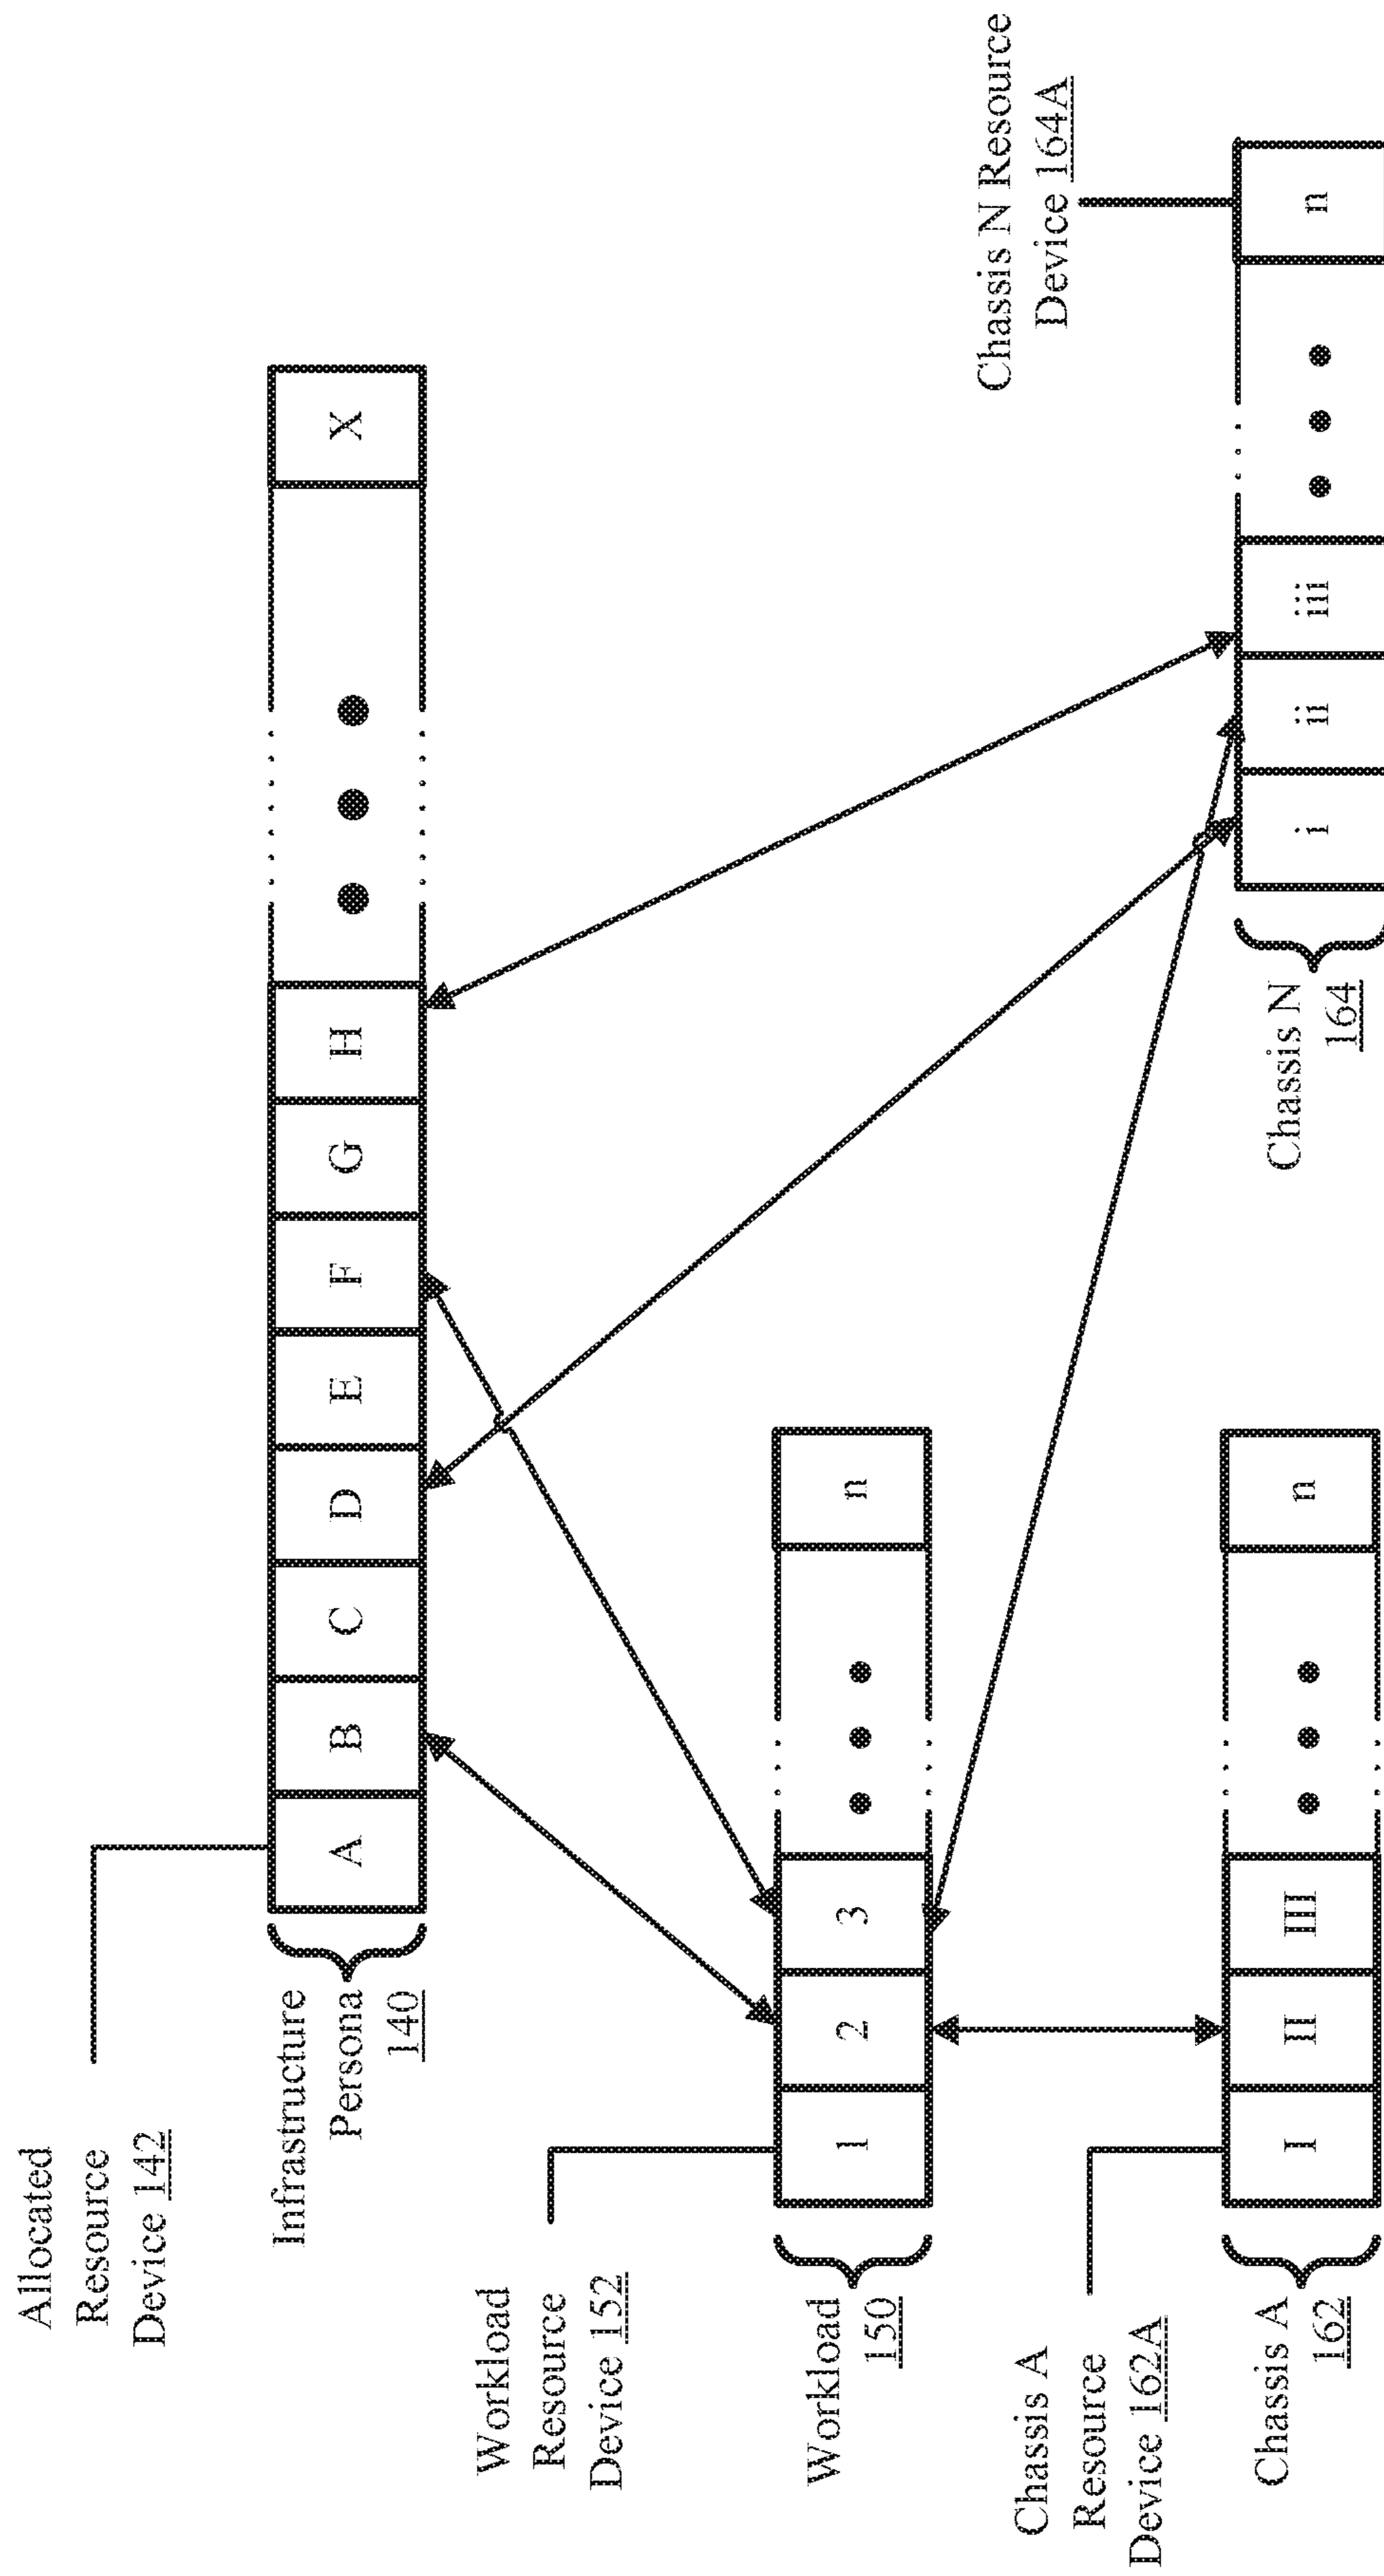 Allocated
Resource
Device 142
Infrastructure
Persona
140
A B C D E F G H X
Workload
Resource
Device 152
Workload
150
1 2 3 n
Chassis A
Resource
Device 162A
Chassis A
162
I II III n
Chassis N Resource
Device 164A
Chassis N
164
i ii iii n